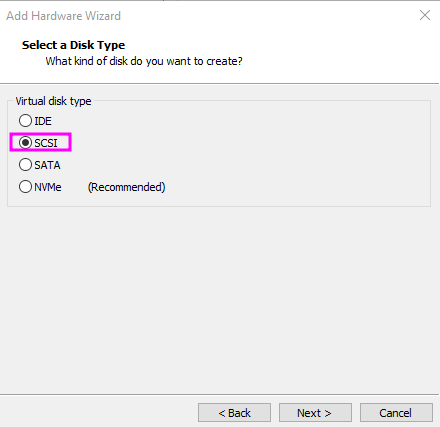 Add Hardware Wizard
Select a Disk Type
What kind of disk do you want to create?
Virtual disk type
IDE
SCSI
SATA
NVMe (Recommended)
< Back Next > Cancel